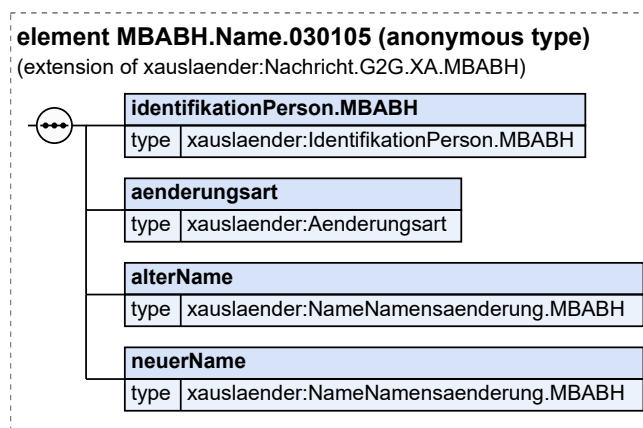 element MBABH.Name.030105 (anonymous type)
(extension of xauslaender:Nachricht.G2G.XA.MBABH)
identifikationPerson.MBABH
type xauslaender:IdentifikationPerson.MBABH
aenderungsart
type xauslaender:Aenderungsart
alterName
type xauslaender:NameNamensaenderung.MBABH
neuerName
type xauslaender:NameNamensaenderung.MBABH